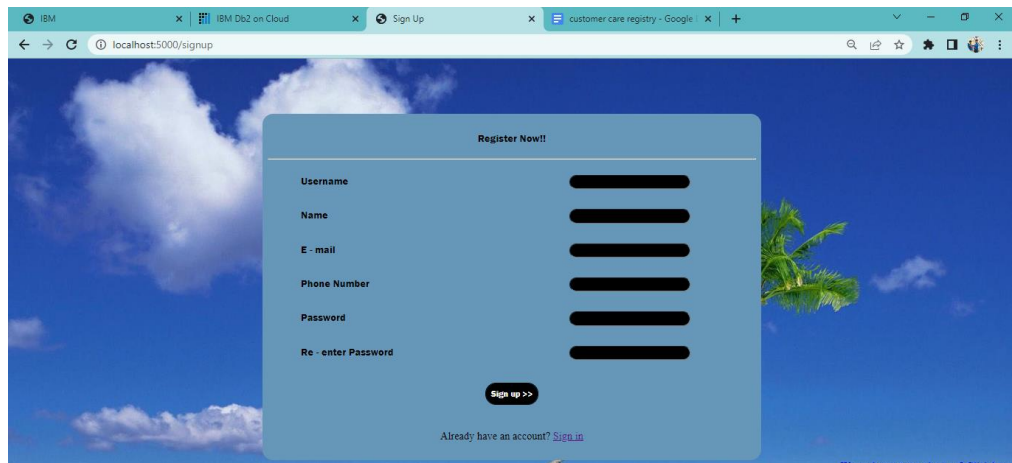 IBM
IBM Db2 on Cloud
Sign Up
customer care registry - Google
localhost:5000/signup
Register Now!!
Username
Name
E - mail
Phone Number
Password
Re - enter Password
Sign up >>
Already have an account? Sign in